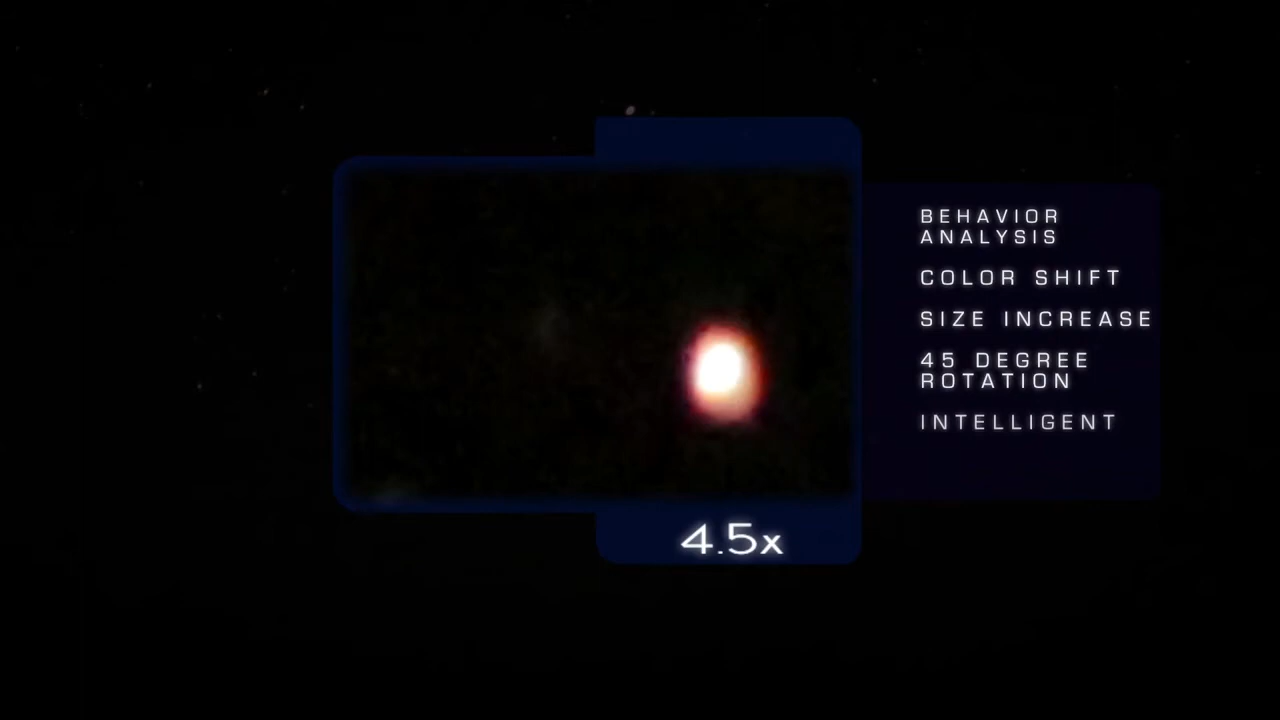 BEHAVIOR
ANALYSIS
COLOR SHIFT
SIZE INCREASE
45 DEGREE
ROTATION
INTELLIGENT
4.5x